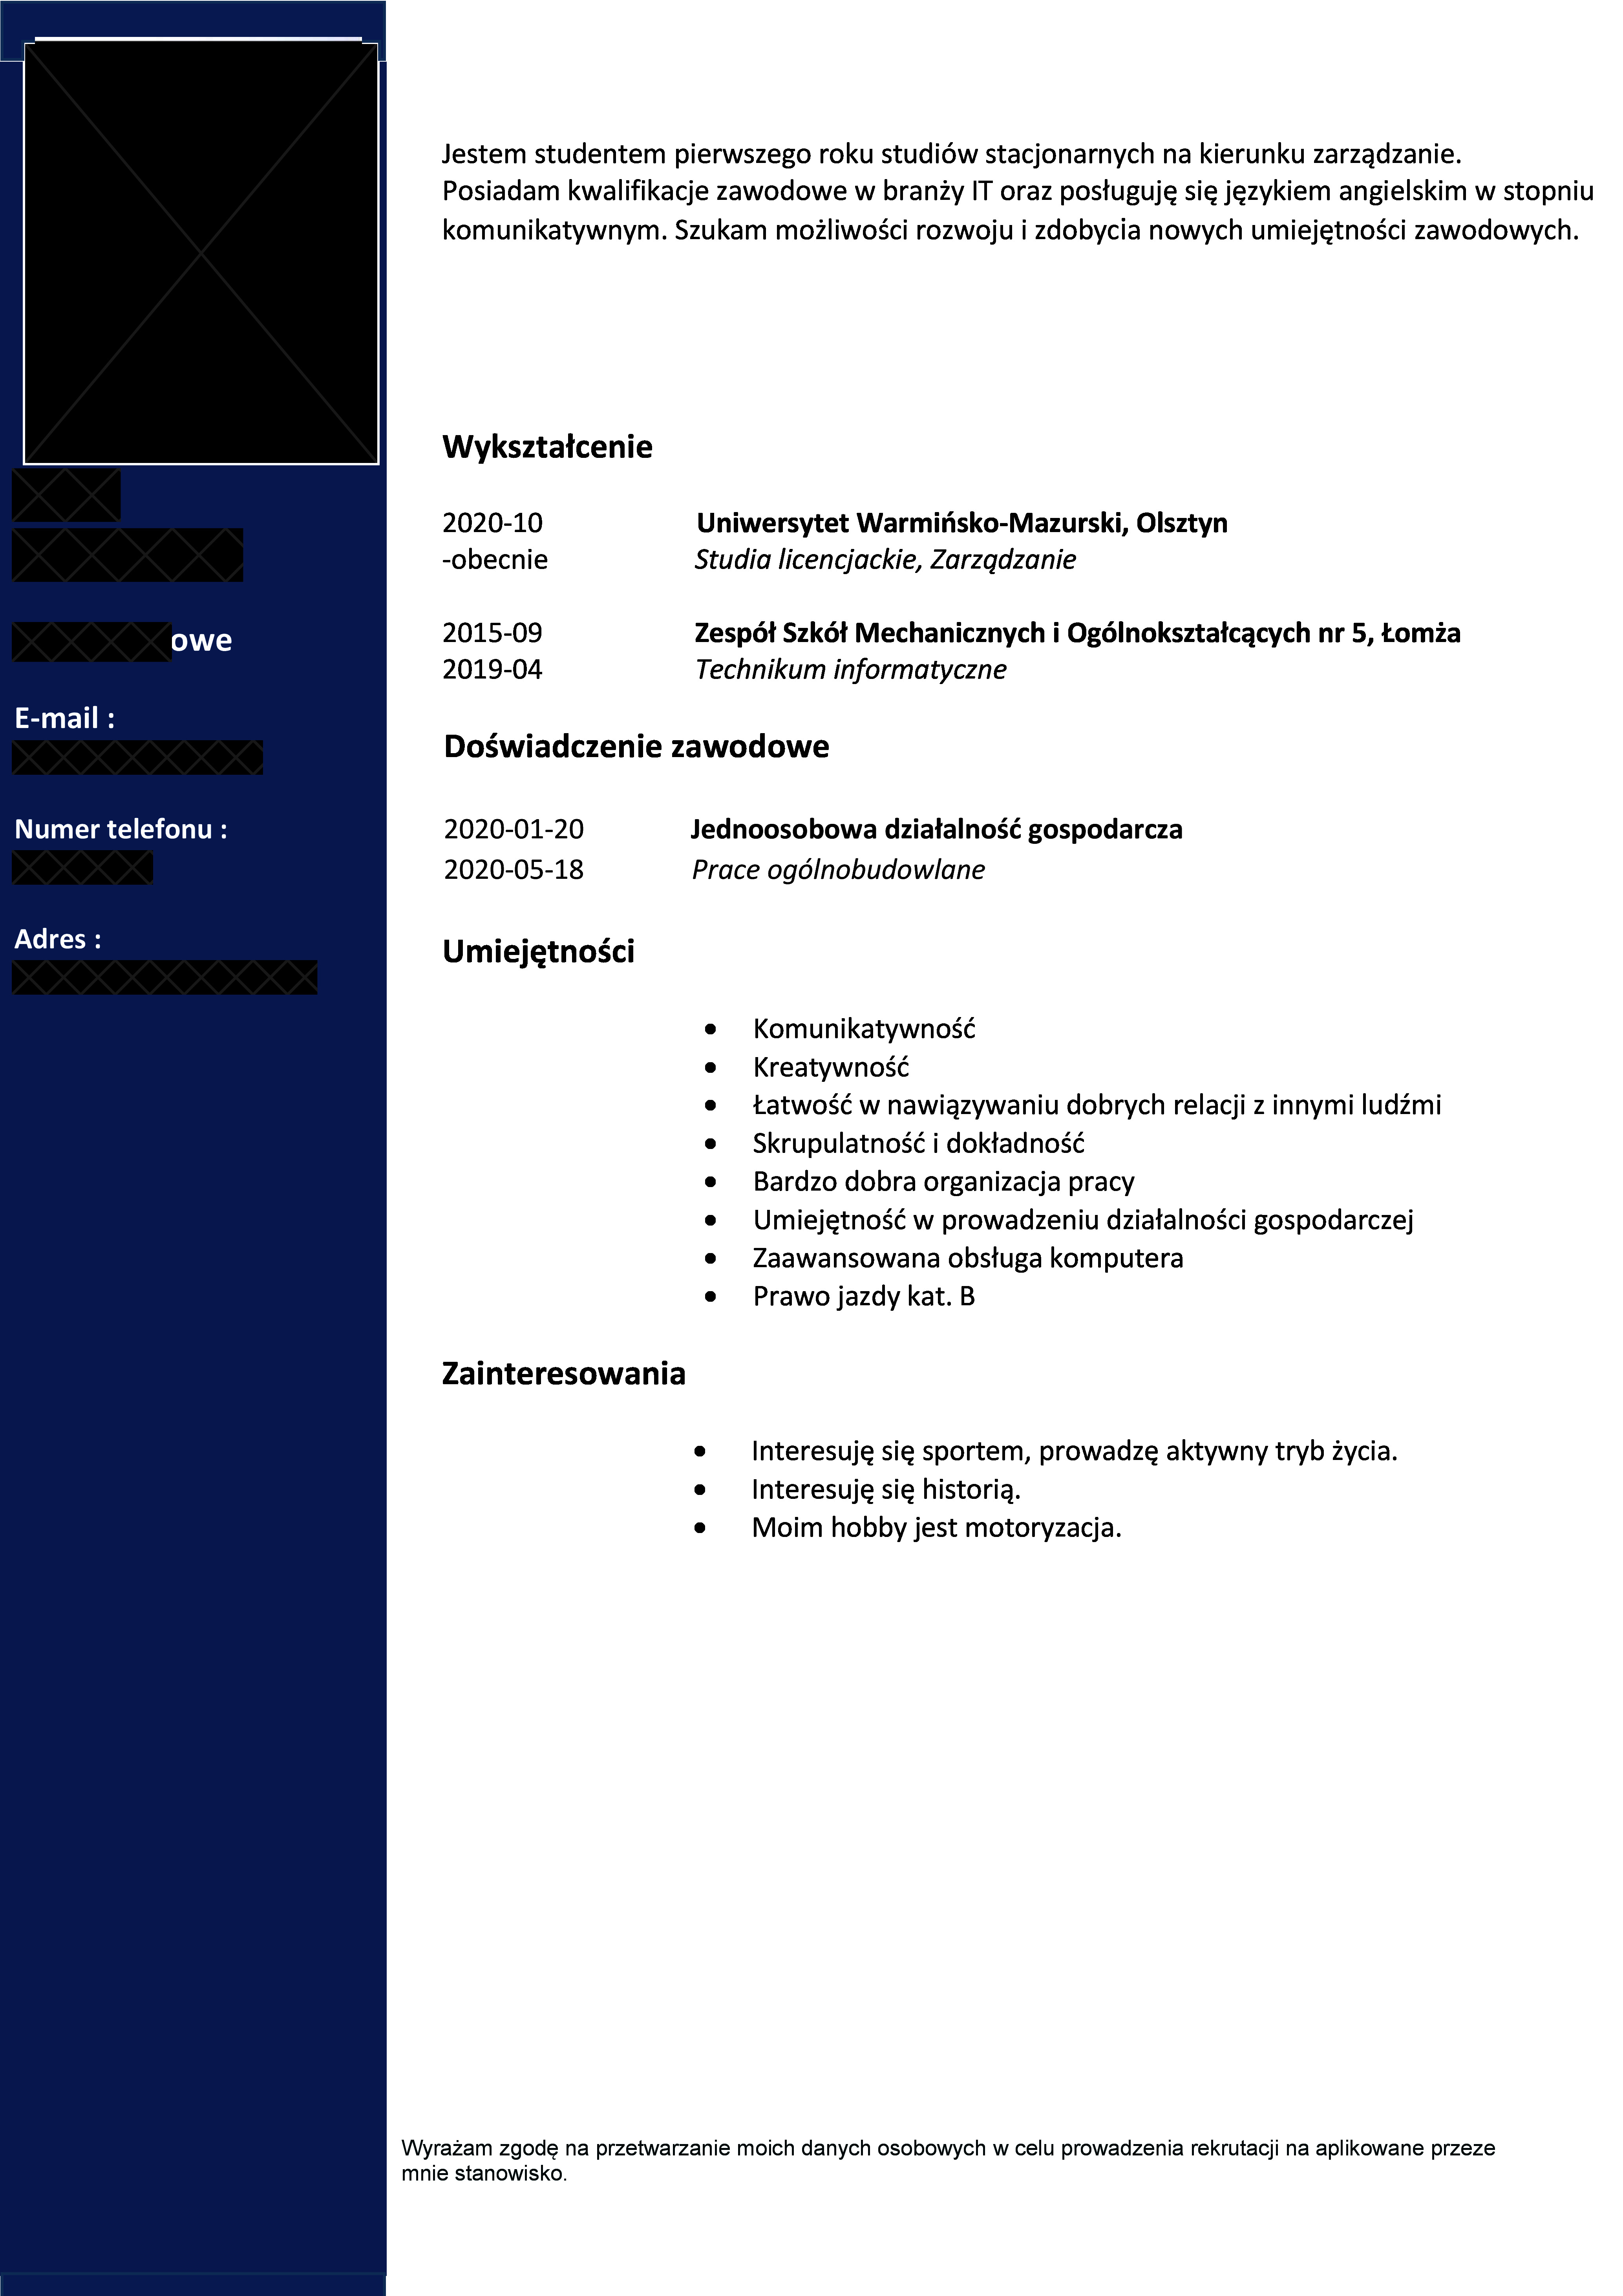 owe
E-mail :
Numer telefonu :
Adres :
Jestem studentem pierwszego roku studiów stacjonarnych na kierunku zarządzanie.
Posiadam kwalifikacje zawodowe w branży IT oraz posługuję się językiem angielskim w stopniu
komunikatywnym. Szukam możliwości rozwoju i zdobycia nowych umiejętności zawodowych.
Wykształcenie
2020-10 Uniwersytet Warmińsko-Mazurski, Olsztyn
-obecnie Studia licencjackie, Zarządzanie
2015-09 Zespół Szkół Mechanicznych i Ogólnokształcących nr 5, Łomża
2019-04 Technikum informatyczne
Doświadczenie zawodowe
2020-01-20 Jednoosobowa działalność gospodarcza
2020-05-18 Prace ogólnobudowlane
Umiejętności
• Komunikatywność
• Kreatywność
• Łatwość w nawiązywaniu dobrych relacji z innymi ludźmi
• Skrupulatność i dokładność
• Bardzo dobra organizacja pracy
• Umiejętność w prowadzeniu działalności gospodarczej
• Zaawansowana obsługa komputera
• Prawo jazdy kat. B
Zainteresowania
• Interesuję się sportem, prowadzę aktywny tryb życia.
• Interesuję się historią.
• Moim hobby jest motoryzacja.
Wyrażam zgodę na przetwarzanie moich danych osobowych w celu prowadzenia rekrutacji na aplikowane przeze
mnie stanowisko.